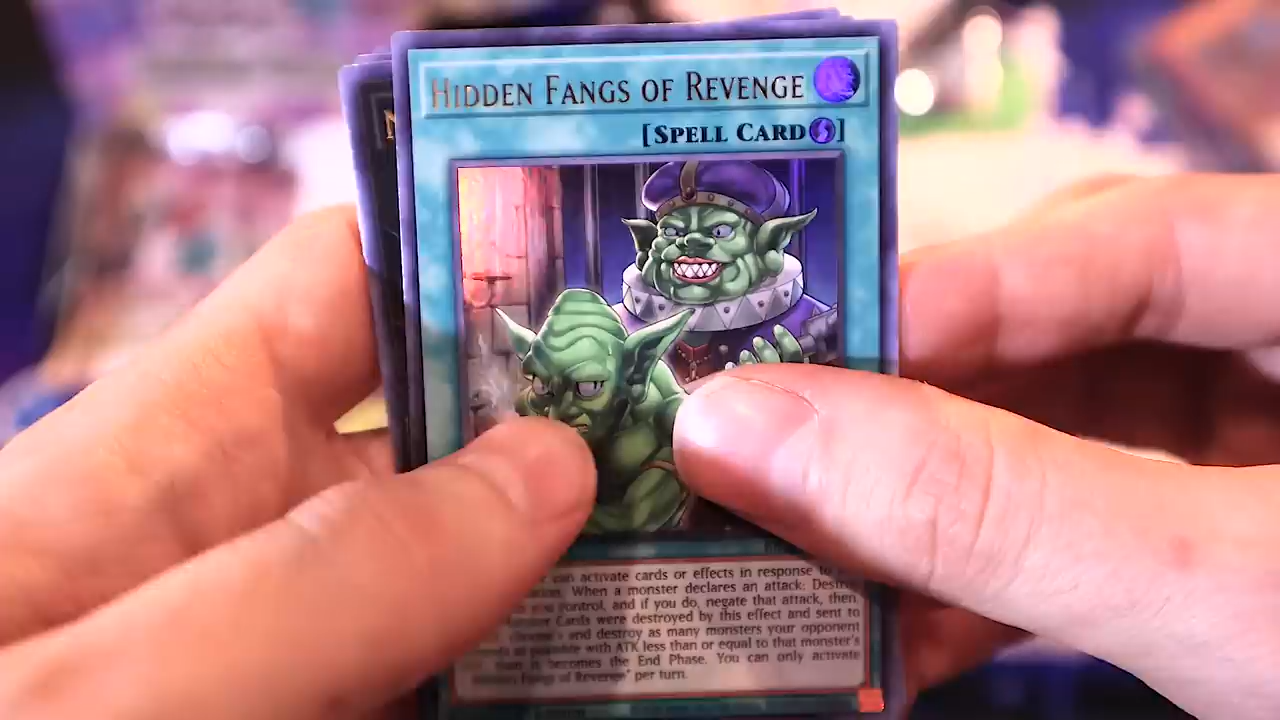 HIDDEN FANGS OF REVENGE
[SPELL CARD]
N
can activate cards or effects in response to
When a monster declares an attack: Destroy
you control, and if you do, negate that attack, then,
Cards were destroyed by this effect and sent to
and destroy as many monsters your opponent
as possible with ATK less than or equal to that monster's
becomes the End Phase. You can only activate
Fangs of Revenge" per turn.